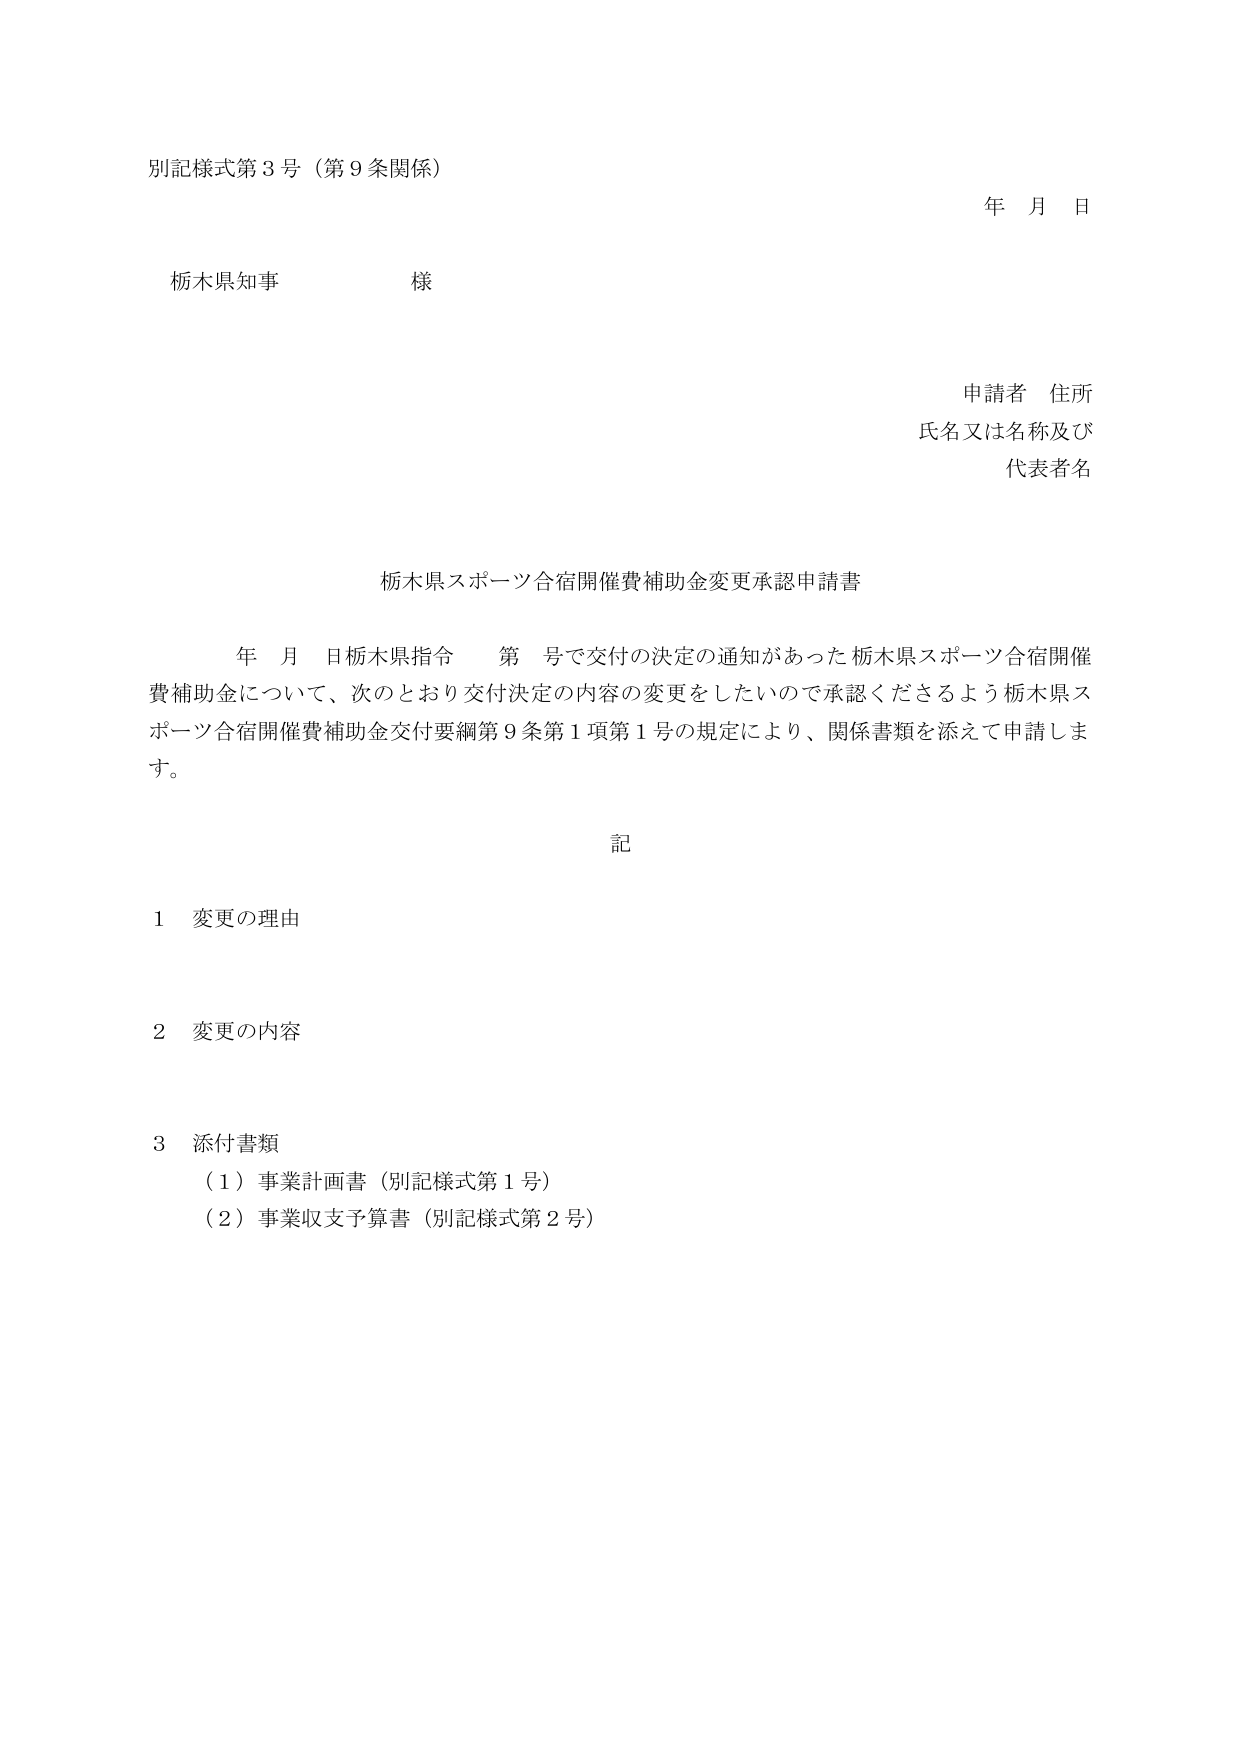 別記様式第３号（第９条関係）
年　月　日
栃木県知事　　　　　　様
申請者　住所
氏名又は名称及び
代表者名
栃木県スポーツ合宿開催費補助金変更承認申請書
年　月　日栃木県指令　　第　号で交付の決定の通知があった栃木県スポーツ合宿開催
費補助金について、次のとおり交付決定の内容の変更をしたいので承認くださるよう栃木県ス
ポーツ合宿開催費補助金交付要綱第９条第１項第１号の規定により、関係書類を添えて申請しま
す。
記
１　変更の理由
２　変更の内容
３　添付書類
（１）事業計画書（別記様式第１号）
（２）事業収支予算書（別記様式第２号）